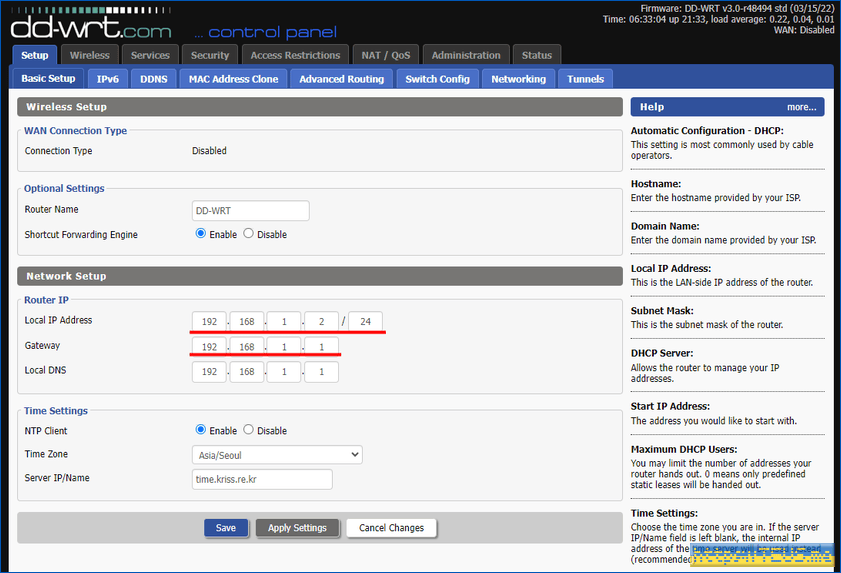 dd-wrt.com
... control panel
Firmware: DD-WRT v3.0-r48494 std (03/15/22)
Time: 06:33:04 up 21:33, load average: 0.22, 0.04, 0.01
WAN: Disabled
Setup Wireless Services Security Access Restrictions NAT / QoS Administration Status
Basic Setup IPv6 DDNS MAC Address Clone Advanced Routing Switch Config Networking Tunnels
Wireless Setup
WAN Connection Type
Connection Type Disabled
Optional Settings
Router Name DD-WRT
Shortcut Forwarding Engine Enable Disable
Network Setup
Router IP
Local IP Address 192 . 168 . 1 . 2 / 24
Gateway 192 . 168 . 1 . 1
Local DNS 192 . 168 . 1 . 1
Time Settings
NTP Client Enable Disable
Time Zone Asia/Seoul
Server IP/Name time.kriss.re.kr
Save Apply Settings Cancel Changes
Help more...
Automatic Configuration - DHCP:
This setting is most commonly used by cable
operators.
Hostname:
Enter the hostname provided by your ISP.
Domain Name:
Enter the domain name provided by your ISP.
Local IP Address:
This is the LAN-side IP address of the router.
Subnet Mask:
This is the subnet mask of the router.
DHCP Server:
Allows the router to manage your IP
addresses.
Start IP Address:
The address you would like to start with.
Maximum DHCP Users:
You may limit the number of addresses your
router hands out. 0 means only predefined
static leases will be handed out.
Time Settings:
Choose the time zone you are in. If the server
IP/Name field is left blank, the internal IP
address of the time server will be used instead
(recommended)